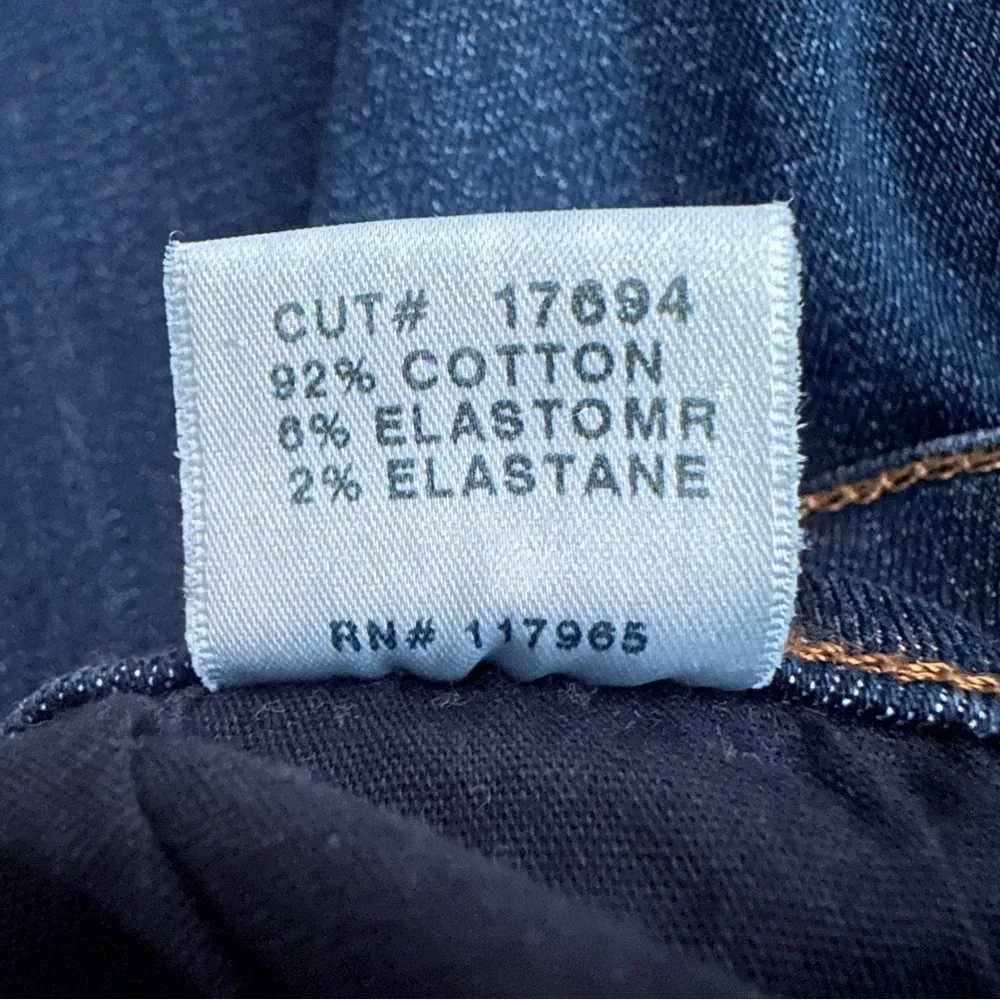 CUT# 17694
92% COTTON
6% ELASTOMR
2% ELASTANE
RN# 117965